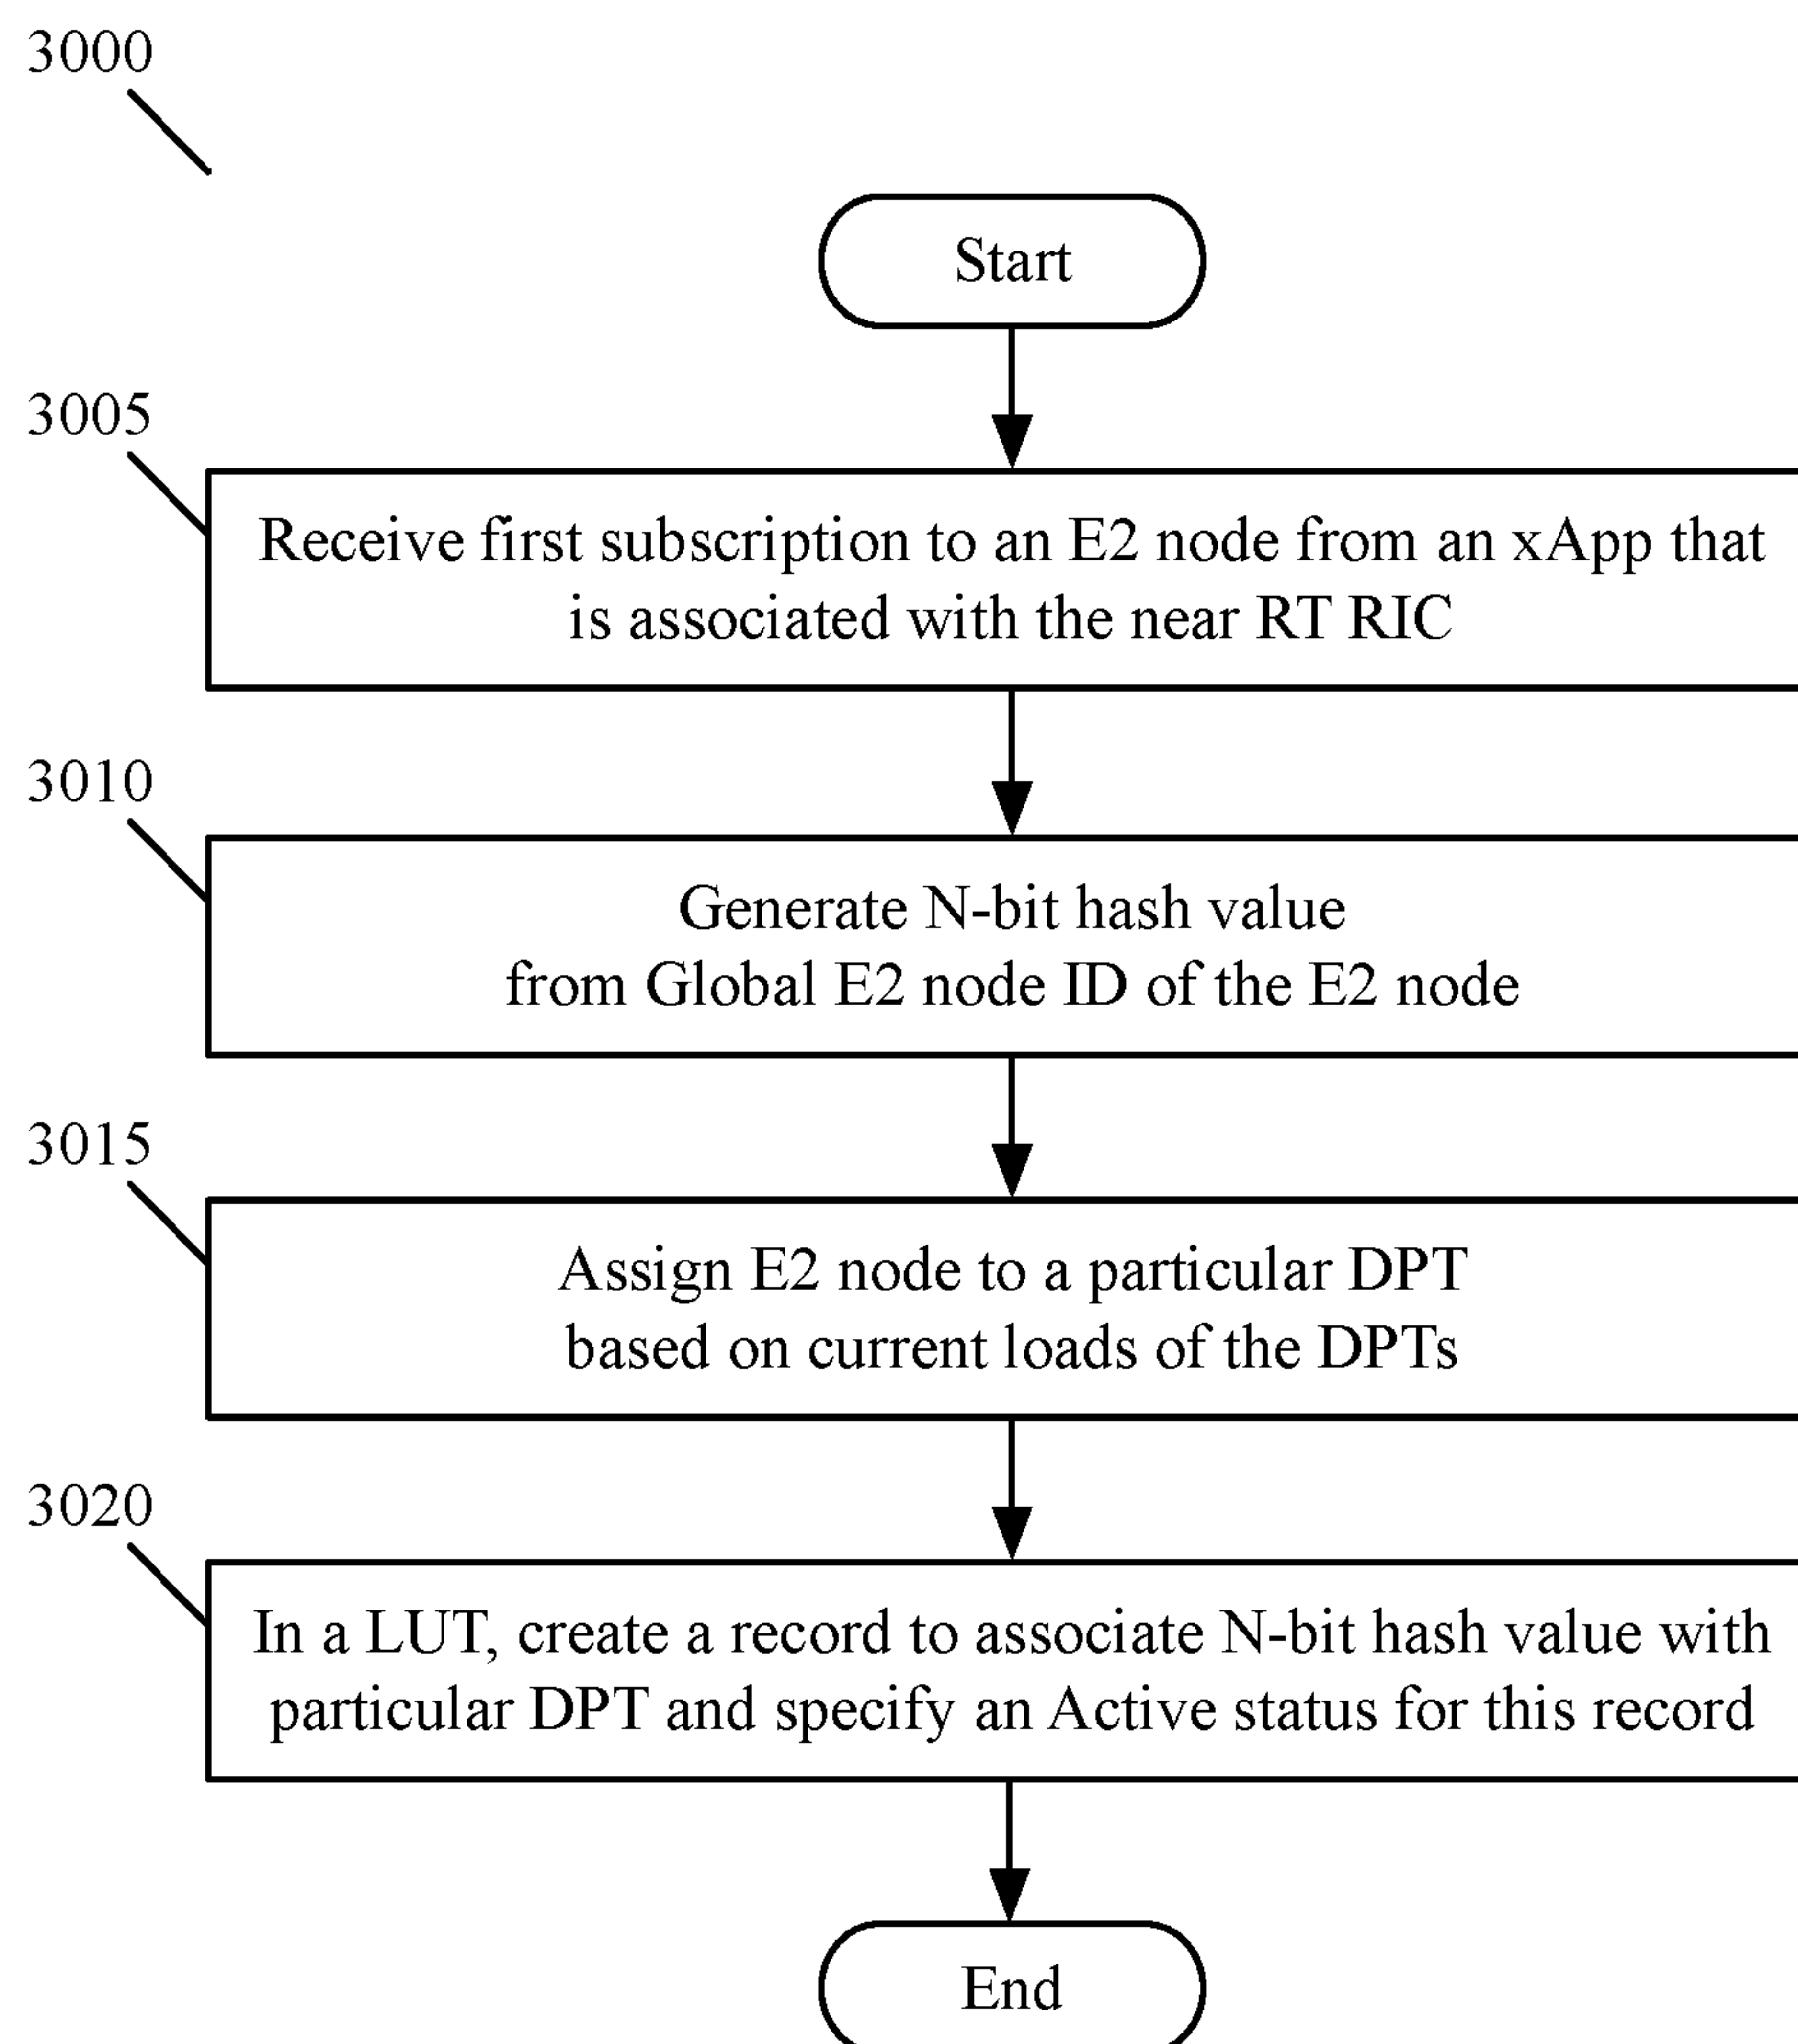 3000
Start
3005
Receive first subscription to an E2 node from an xApp that
is associated with the near RT RIC
3010
Generate N-bit hash value
from Global E2 node ID of the E2 node
3015
Assign E2 node to a particular DPT
based on current loads of the DPTs
3020
In a LUT, create a record to associate N-bit hash value with
particular DPT and specify an Active status for this record
End